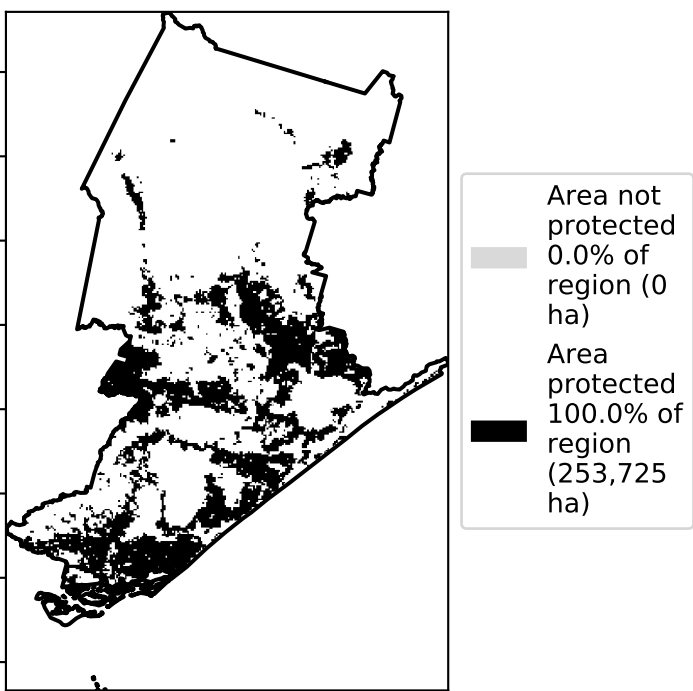 Area not
protected
0.0% of
region (0
ha)
Area
protected
100.0% of
region
(253,725
ha)